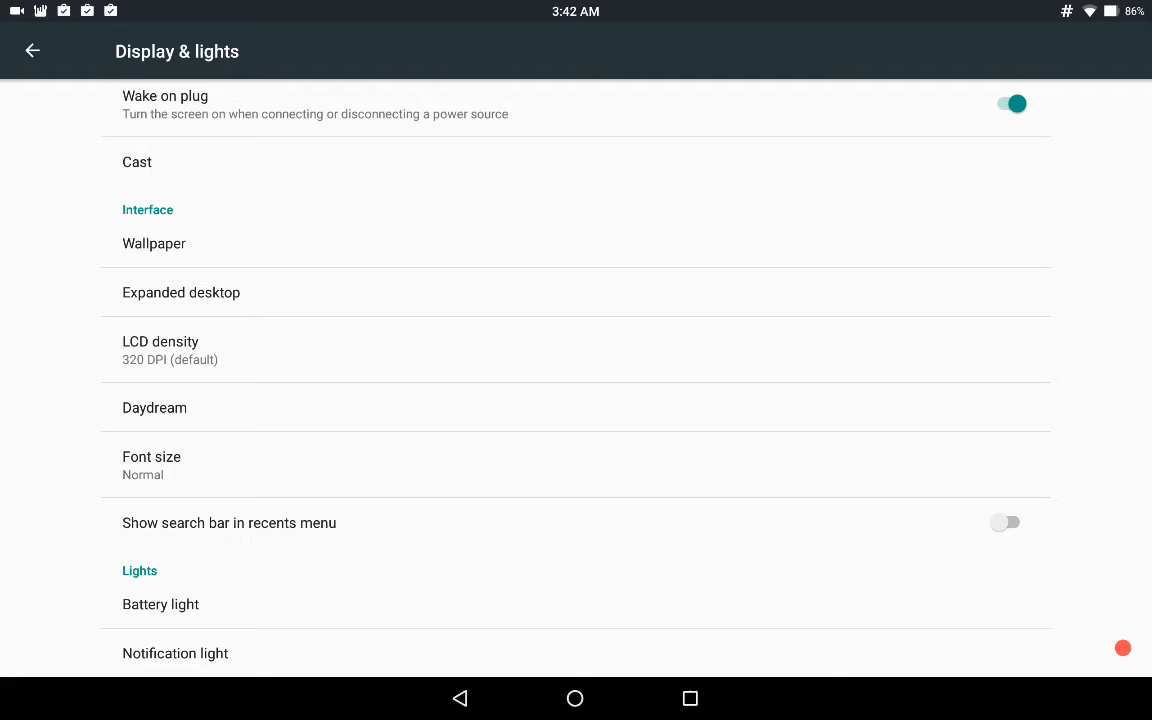 3:42 AM
86%
Display & lights
Wake on plug
Turn the screen on when connecting or disconnecting a power source
Cast
Interface
Wallpaper
Expanded desktop
LCD density
320 DPI (default)
Daydream
Font size
Normal
Show search bar in recents menu
Lights
Battery light
Notification light